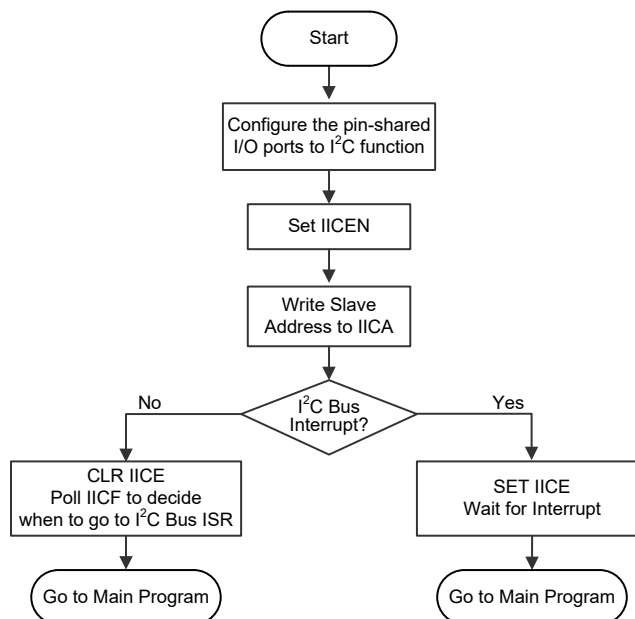 Start
Configure the pin-shared
I/O ports to I²C function
Set IICEN
Write Slave
Address to IICA
I²C Bus
Interrupt?
No
Yes
CLR IICE
Poll IICF to decide
when to go to I²C Bus ISR
SET IICE
Wait for Interrupt
Go to Main Program
Go to Main Program